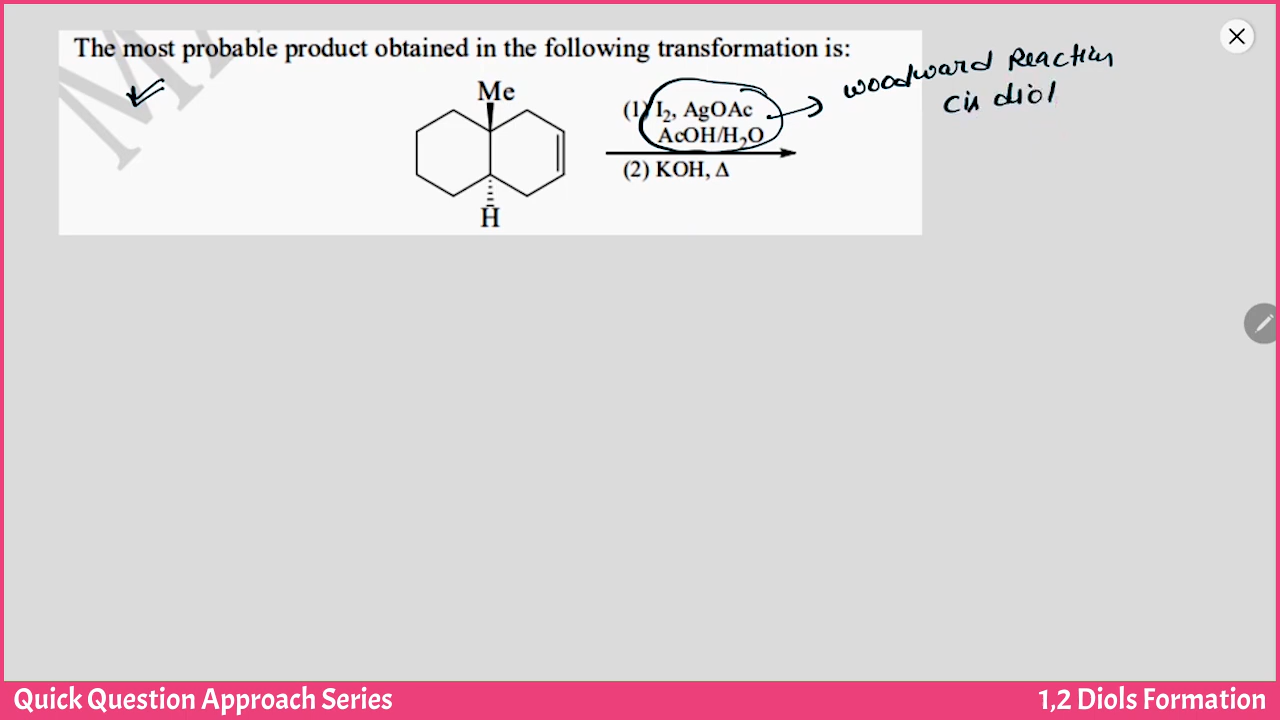 The most probable product obtained in the following transformation is:
Me
H
(1) I₂, AgOAc
AcOH/H₂O
(2) KOH, Δ
woodward Reaction
cis diol
Quick Question Approach Series
1,2 Diols Formation